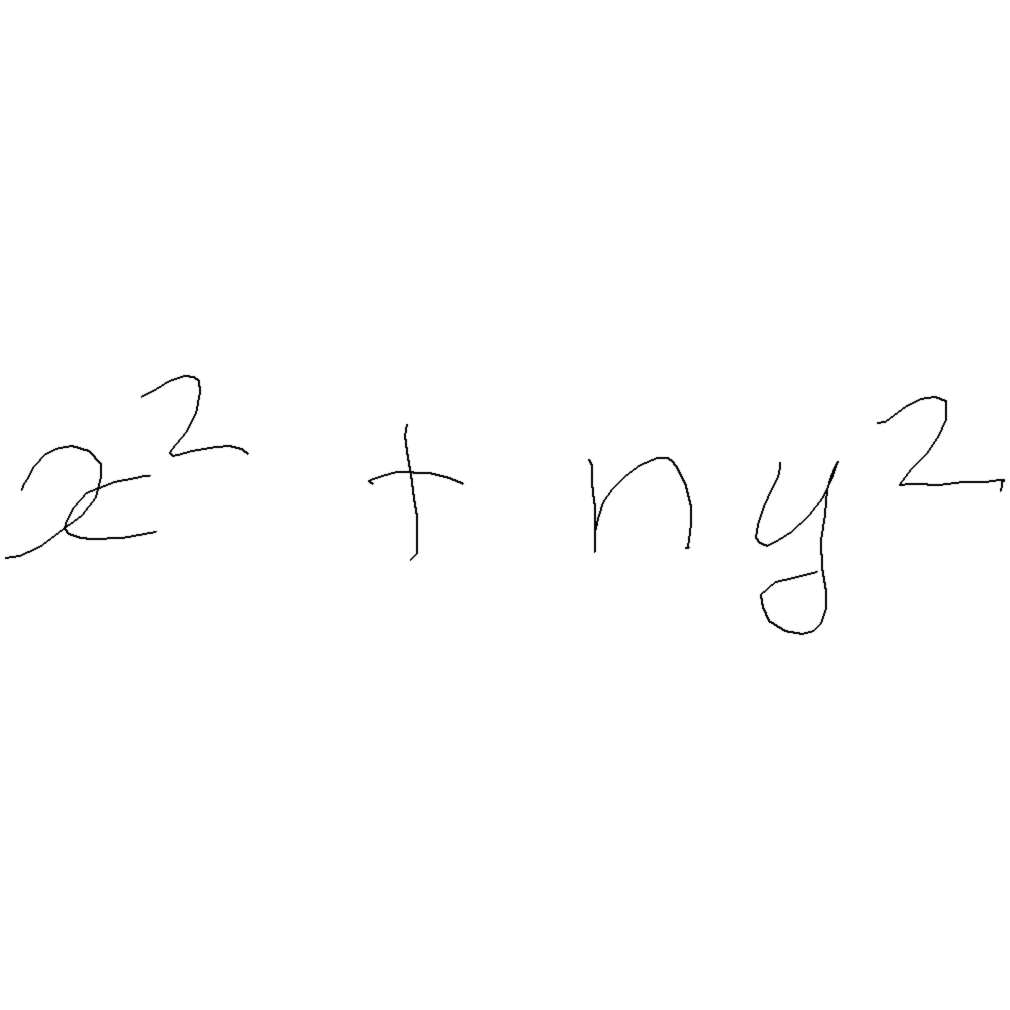 x² + ny²